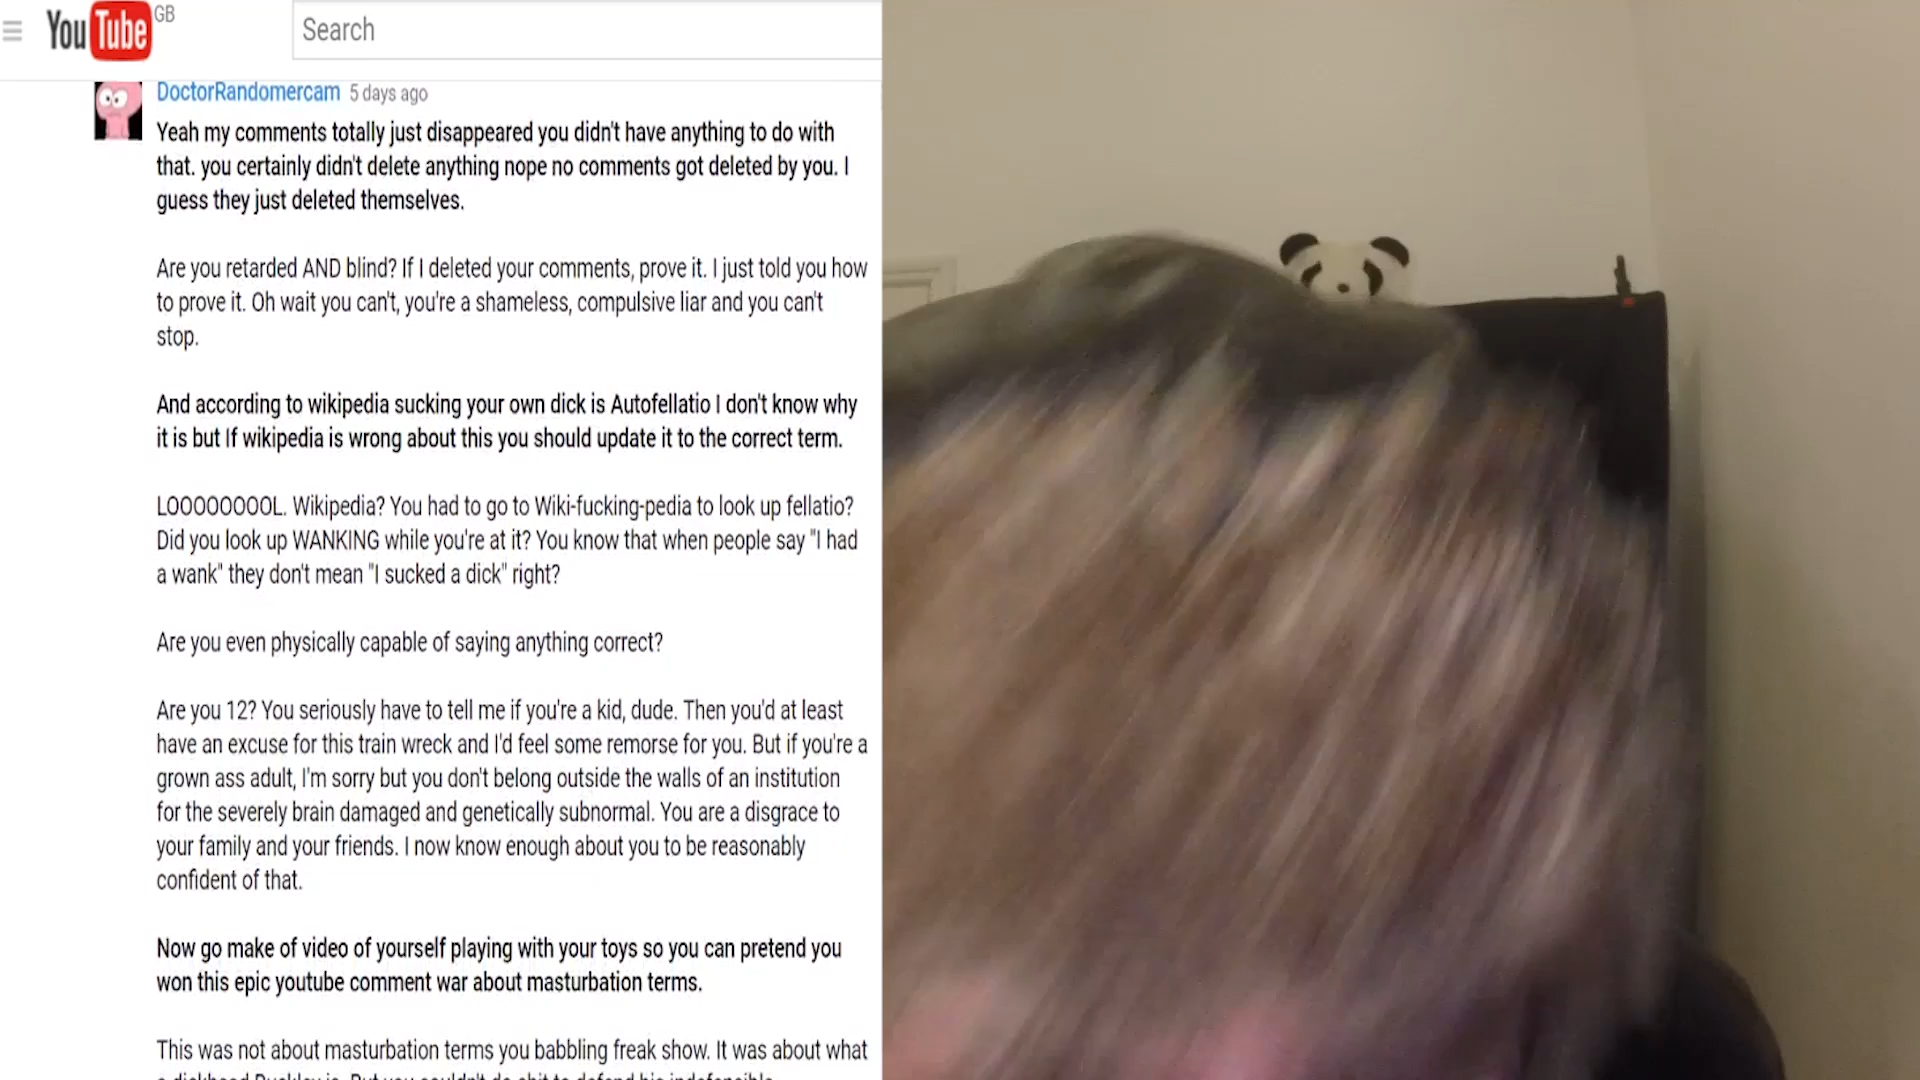 YouTube GB
Search
DoctorRandomercam 5 days ago
Yeah my comments totally just disappeared you didn't have anything to do with
that. you certainly didn't delete anything nope no comments got deleted by you. I
guess they just deleted themselves.
Are you retarded AND blind? If I deleted your comments, prove it. I just told you how
to prove it. Oh wait you can't, you're a shameless, compulsive liar and you can't
stop.
And according to wikipedia sucking your own dick is Autofellatio I don't know why
it is but If wikipedia is wrong about this you should update it to the correct term.
LOOOOOOOOL. Wikipedia? You had to go to Wiki-fucking-pedia to look up fellatio?
Did you look up WANKING while you're at it? You know that when people say "I had
a wank" they don't mean "I sucked a dick" right?
Are you even physically capable of saying anything correct?
Are you 12? You seriously have to tell me if you're a kid, dude. Then you'd at least
have an excuse for this train wreck and I'd feel some remorse for you. But if you're a
grown ass adult, I'm sorry but you don't belong outside the walls of an institution
for the severely brain damaged and genetically subnormal. You are a disgrace to
your family and your friends. I now know enough about you to be reasonably
confident of that.
Now go make of video of yourself playing with your toys so you can pretend you
won this epic youtube comment war about masturbation terms.
This was not about masturbation terms you babbling freak show. It was about what